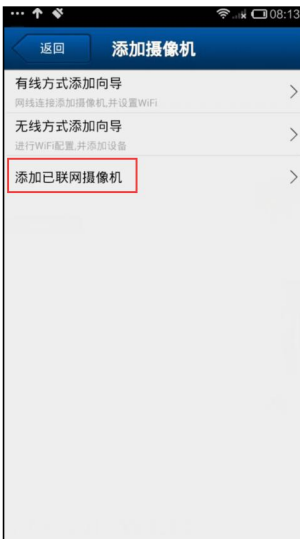 08:13
返回
添加摄像机
有线方式添加向导
网线连接添加摄像机,并设置WiFi
无线方式添加向导
进行WiFi配置,并添加设备
添加已联网摄像机